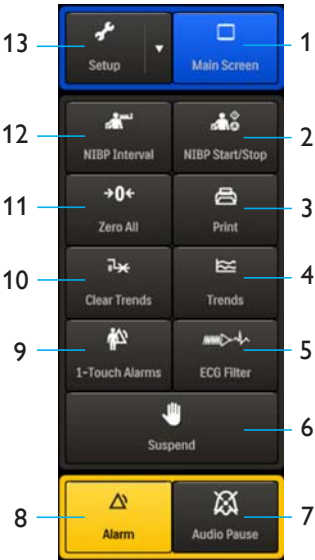 13 Setup Main Screen 1
12 NIBP Interval NIBP Start/Stop 2
11 →0← Zero All Print 3
10 Clear Trends Trends 4
9 1-Touch Alarms ECG Filter 5
Suspend 6
8 Alarm Audio Pause 7